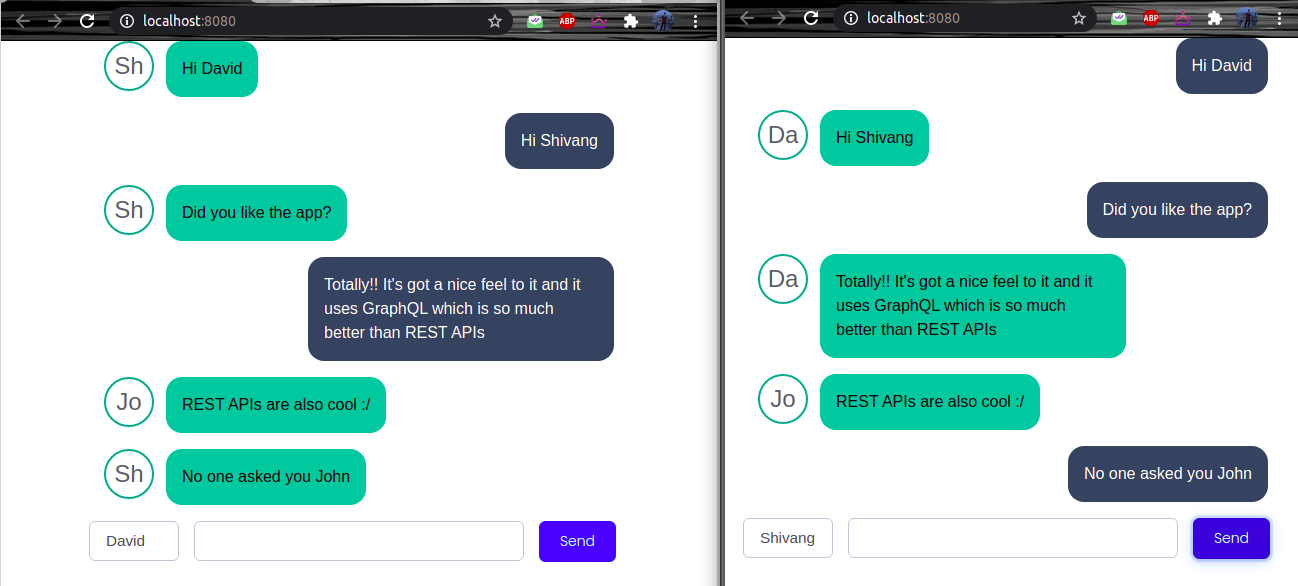 localhost:8080
ABP
Sh
Hi David
Hi Shivang
Sh
Did you like the app?
Totally!! It's got a nice feel to it and it
uses GraphQL which is so much
better than REST APIs
Jo
REST APIs are also cool :/
Sh
No one asked you John
David
Send
localhost:8080
ABP
Hi David
Da
Hi Shivang
Did you like the app?
Da
Totally!! It's got a nice feel to it and it
uses GraphQL which is so much
better than REST APIs
Jo
REST APIs are also cool :/
No one asked you John
Shivang
Send